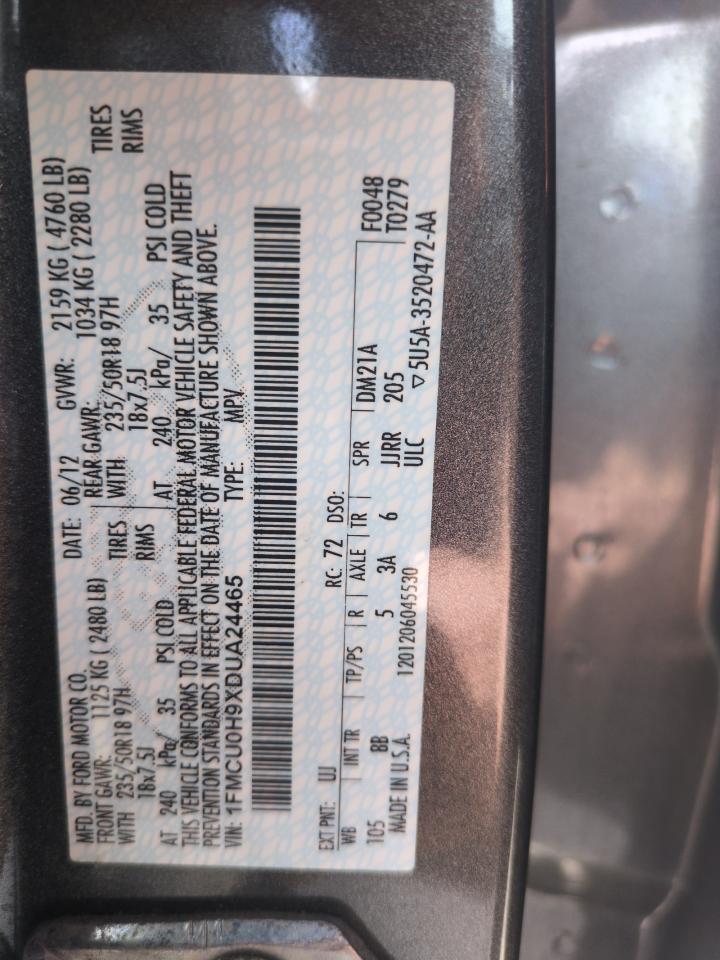 MFD. BY FORD MOTOR CO. DATE: 06/12 GVWR: 2159 KG ( 4760 LB)
FRONT GAWR: 1125 KG ( 2480 LB) REAR GAWR: 1034 KG ( 2280 LB)
WITH 235/50R18 97H TIRES WITH 235/50R18 97H TIRES
18x7.5J RIMS 18x7.5J RIMS
AT 240 kPa/ 35 PSI COLD AT 240 kPa/ 35 PSI COLD
THIS VEHICLE CONFORMS TO ALL APPLICABLE FEDERAL MOTOR VEHICLE SAFETY AND THEFT
PREVENTION STANDARDS IN EFFECT ON THE DATE OF MANUFACTURE SHOWN ABOVE.
VIN: 1FMCU0H9XDUA24465 TYPE: MPV
EXT PNT: UJ RC: 72 DSO:
WB INT TR TP/PS R AXLE TR SPR DM21A F0048
105 8B 5 3A 6 JJRR 205 T0279
MADE IN U.S.A. 1201206045530 ULC ▽5U5A-3520472-AA